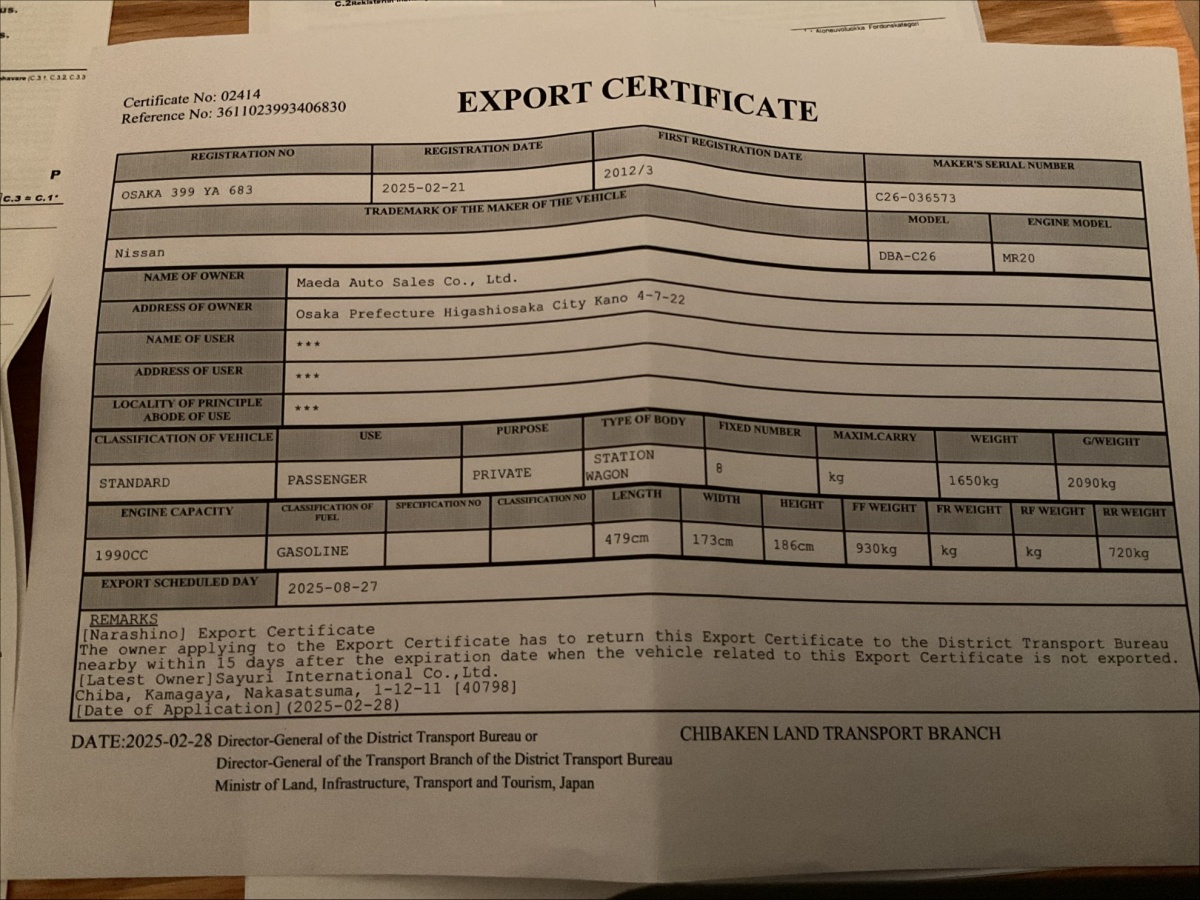 us.
s.
C.2
P
C.3 = C.1*
Fordonskategori
Certificate No: 02414
Reference No: 3611023993406830
EXPORT CERTIFICATE
REGISTRATION NO REGISTRATION DATE FIRST REGISTRATION DATE MAKER'S SERIAL NUMBER
OSAKA 399 YA 683 2025-02-21 2012/3 C26-036573
TRADEMARK OF THE MAKER OF THE VEHICLE MODEL ENGINE MODEL
Nissan DBA-C26 MR20
NAME OF OWNER Maeda Auto Sales Co., Ltd.
ADDRESS OF OWNER Osaka Prefecture Higashiosaka City Kano 4-7-22
NAME OF USER ***
ADDRESS OF USER ***
LOCALITY OF PRINCIPLE
ABODE OF USE ***
CLASSIFICATION OF VEHICLE USE PURPOSE TYPE OF BODY FIXED NUMBER MAXIM.CARRY WEIGHT G/WEIGHT
STANDARD PASSENGER PRIVATE STATION WAGON 8 kg 1650kg 2090kg
ENGINE CAPACITY CLASSIFICATION OF FUEL SPECIFICATION NO CLASSIFICATION NO LENGTH WIDTH HEIGHT FF WEIGHT FR WEIGHT RF WEIGHT RR WEIGHT
1990CC GASOLINE 479cm 173cm 186cm 930kg kg kg 720kg
EXPORT SCHEDULED DAY 2025-08-27
REMARKS
[Narashino] Export Certificate
The owner applying to the Export Certificate has to return this Export Certificate to the District Transport Bureau
nearby within 15 days after the expiration date when the vehicle related to this Export Certificate is not exported.
[Latest Owner]Sayuri International Co.,Ltd.
Chiba, Kamagaya, Nakasatsuma, 1-12-11 [40798]
[Date of Application](2025-02-28)
DATE:2025-02-28 Director-General of the District Transport Bureau or CHIBAKEN LAND TRANSPORT BRANCH
Director-General of the Transport Branch of the District Transport Bureau
Ministr of Land, Infrastructure, Transport and Tourism, Japan